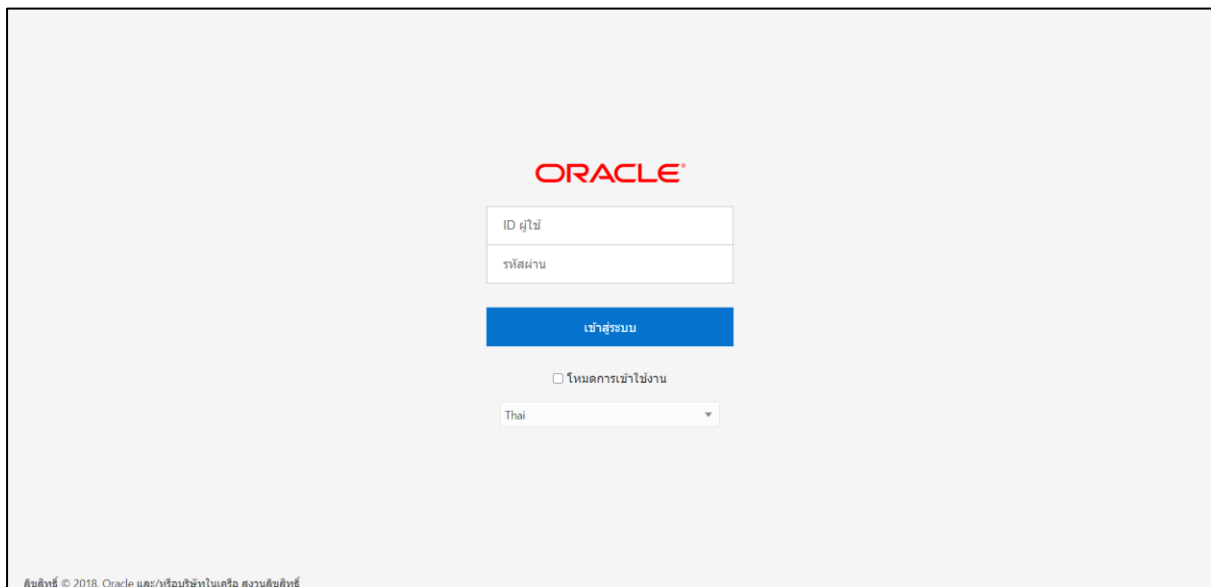 ORACLE
ID ผู้ใช้
รหัสผ่าน
เข้าสู่ระบบ
โหมดการเข้าใช้งาน
Thai
ลิขสิทธิ์ © 2018, Oracle และ/หรือบริษัทในเครือ สงวนลิขสิทธิ์